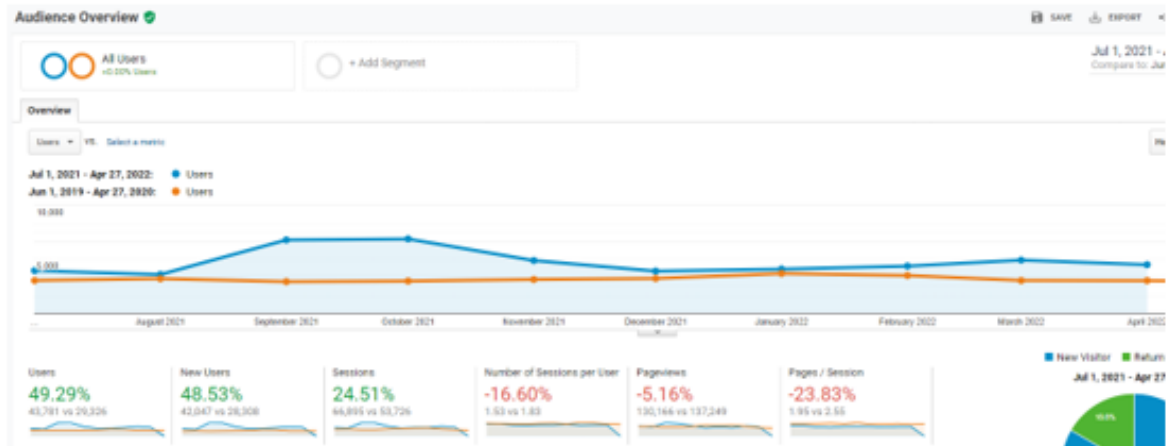 Audience Overview
SAVE EXPORT
All Users
+0.00% Users
+ Add Segment
Jul 1, 2021 -
Compare to: Jun
Overview
Users VS. Select a metric
Jul 1, 2021 - Apr 27, 2022: Users
Jun 1, 2019 - Apr 27, 2020: Users
10,000
5,000
... August 2021 September 2021 October 2021 November 2021 December 2021 January 2022 February 2022 March 2022 April 2022
New Visitor Return
Jul 1, 2021 - Apr 27
Users New Users Sessions Number of Sessions per User Pageviews Pages / Session
49.29% 48.53% 24.51% -16.60% -5.16% -23.83%
43,781 vs 29,326 42,047 vs 28,308 66,895 vs 53,726 1.53 vs 1.83 130,166 vs 137,249 1.95 vs 2.55